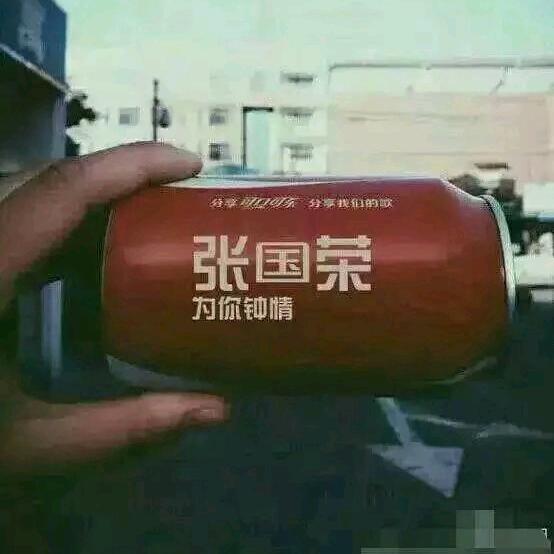 分享 可口可乐 分享我们的歌
张国荣
为你钟情